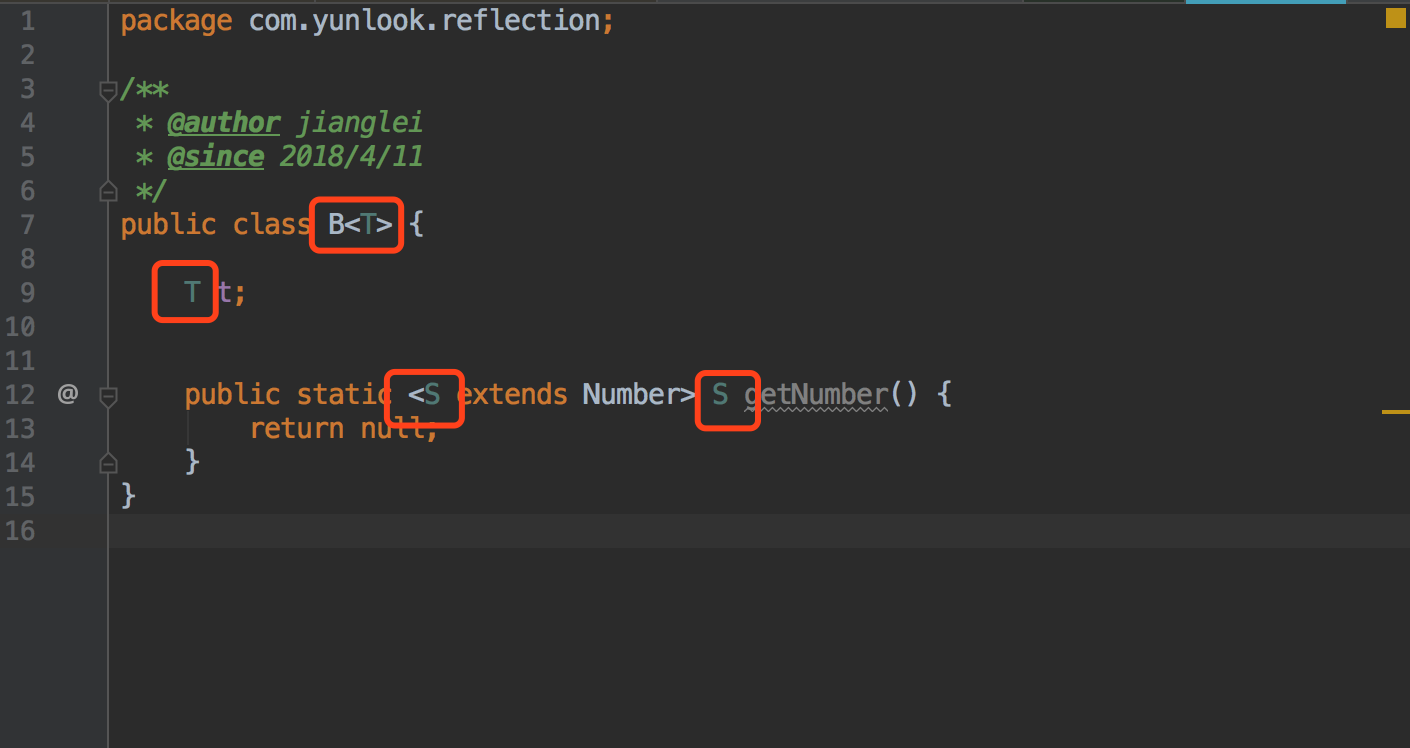 1 package com.yunlook.reflection;
2
3 /**
4 * @author jianglei
5 * @since 2018/4/11
6 */
7 public class B<T> {
8
9 T t;
10
11
12 @ public static <S extends Number> S getNumber() {
13 return null;
14 }
15 }
16